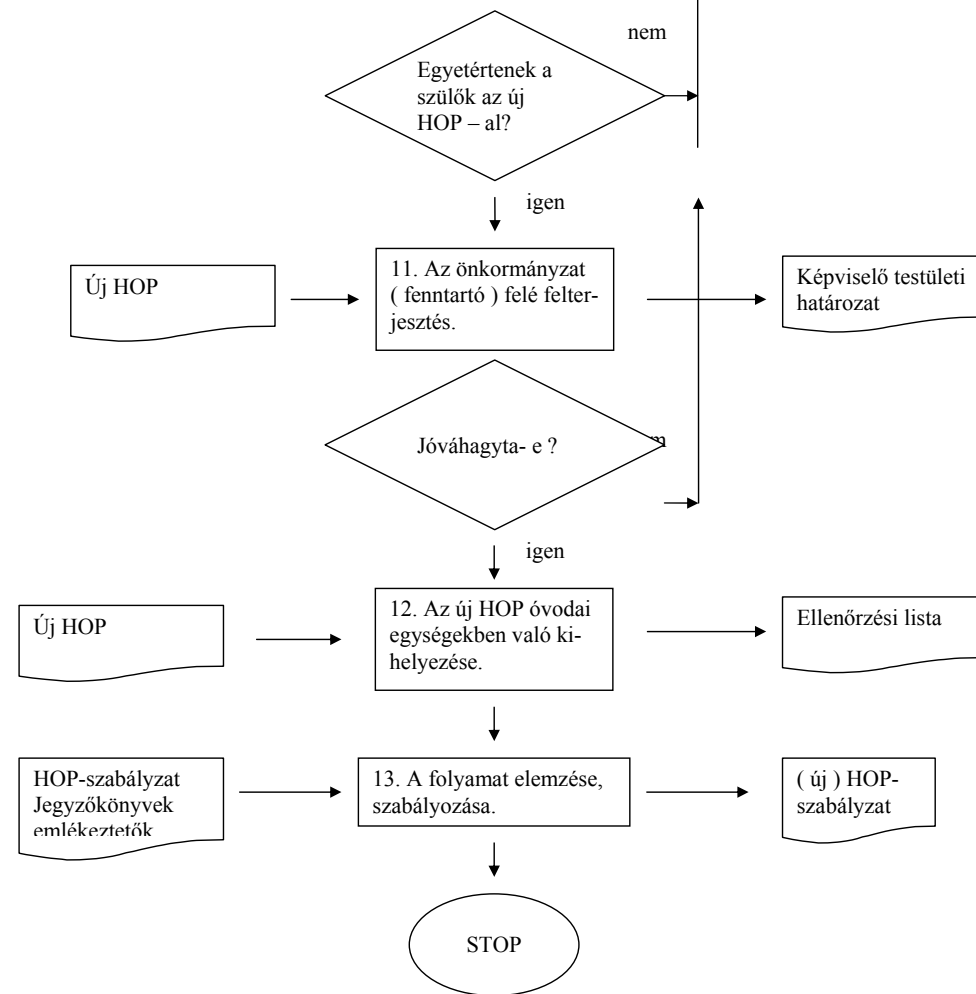 nem
Egyetértenek a
szülők az új
HOP – al?
igen
Új HOP
11. Az önkormányzat
( fenntartó ) felé felter-
jesztés.
Képviselő testületi
határozat
Jóváhagyta- e ?
m
igen
Új HOP
12. Az új HOP óvodai
egységekben való ki-
helyezése.
Ellenőrzési lista
HOP-szabályzat
Jegyzőkönyvek
emlékeztetők
13. A folyamat elemzése,
szabályozása.
( új ) HOP-
szabályzat
STOP